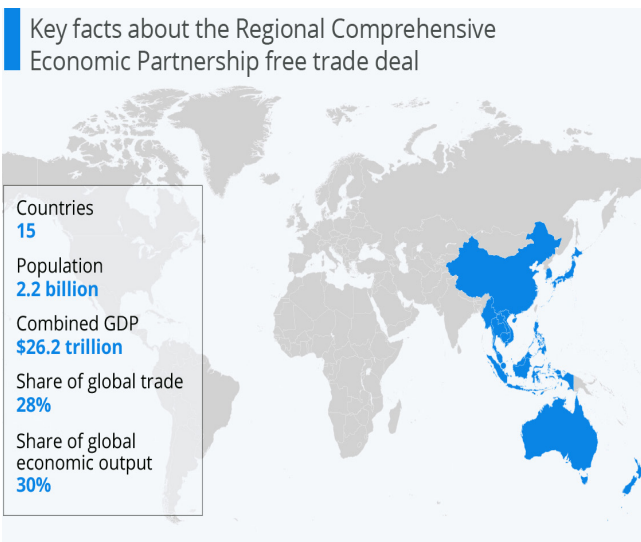 Key facts about the Regional Comprehensive
Economic Partnership free trade deal
Countries
15
Population
2.2 billion
Combined GDP
$26.2 trillion
Share of global trade
28%
Share of global
economic output
30%